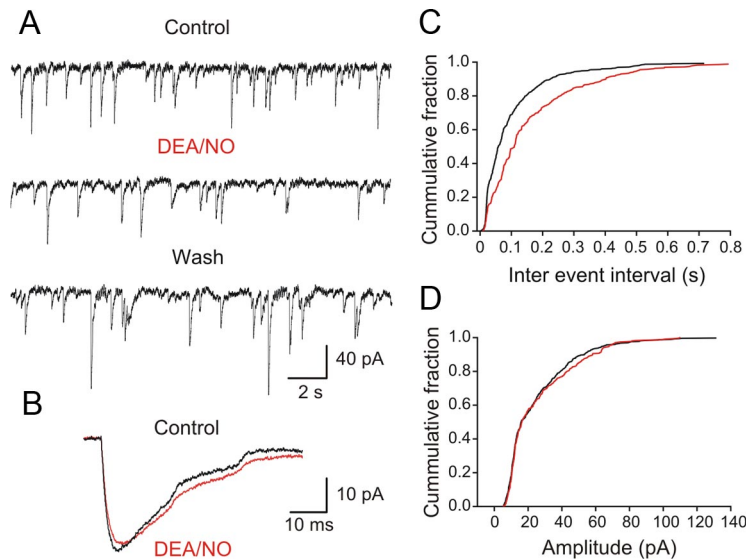 A
Control
DEA/NO
Wash
40 pA
2 s
B
Control
10 pA
10 ms
DEA/NO
C
Cummulative fraction
1.0
0.8
0.6
0.4
0.2
0.0
0 0.1 0.2 0.3 0.4 0.5 0.6 0.7 0.8
Inter event interval (s)
D
Cummulative fraction
1.0
0.8
0.6
0.4
0.2
0.0
0 20 40 60 80 100 120 140
Amplitude (pA)